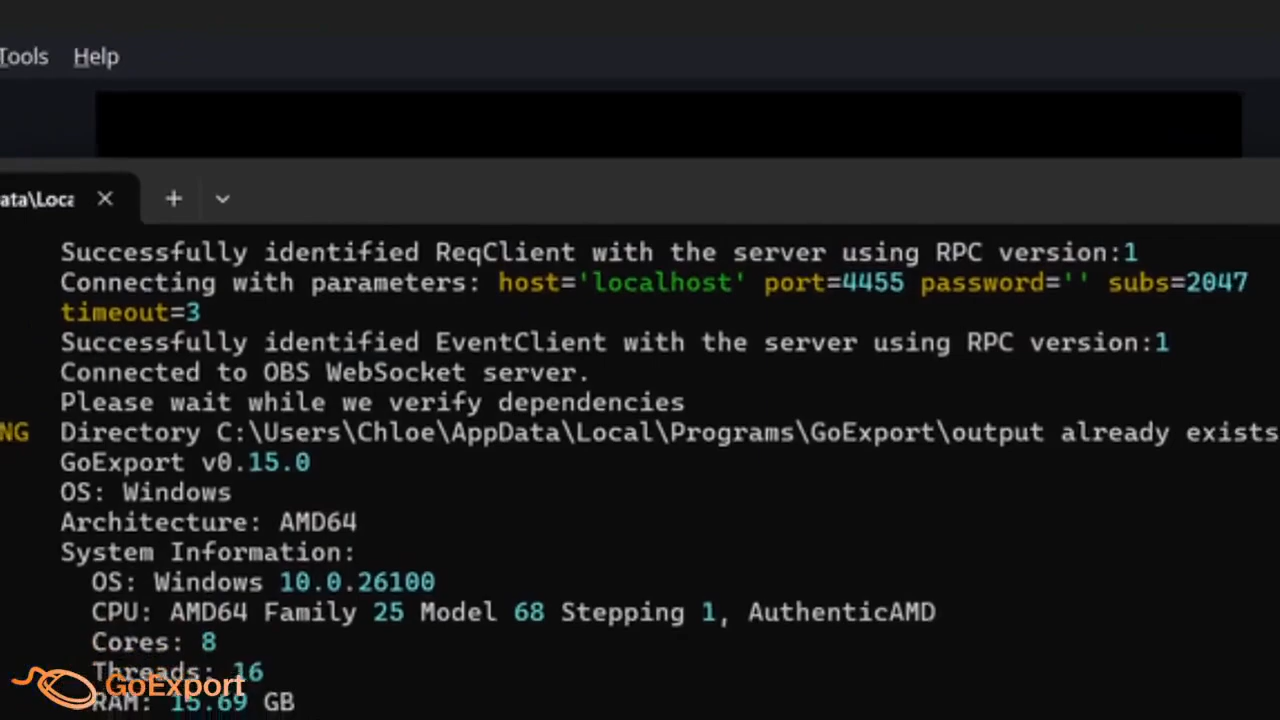 Tools Help
ata\Loca
Successfully identified ReqClient with the server using RPC version:1
Connecting with parameters: host='localhost' port=4455 password='' subs=2047
timeout=3
Successfully identified EventClient with the server using RPC version:1
Connected to OBS WebSocket server.
Please wait while we verify dependencies
NG Directory C:\Users\Chloe\AppData\Local\Programs\GoExport\output already exists
GoExport v0.15.0
OS: Windows
Architecture: AMD64
System Information:
OS: Windows 10.0.26100
CPU: AMD64 Family 25 Model 68 Stepping 1, AuthenticAMD
Cores: 8
Threads: 16
GoExport
RAM: 15.69 GB